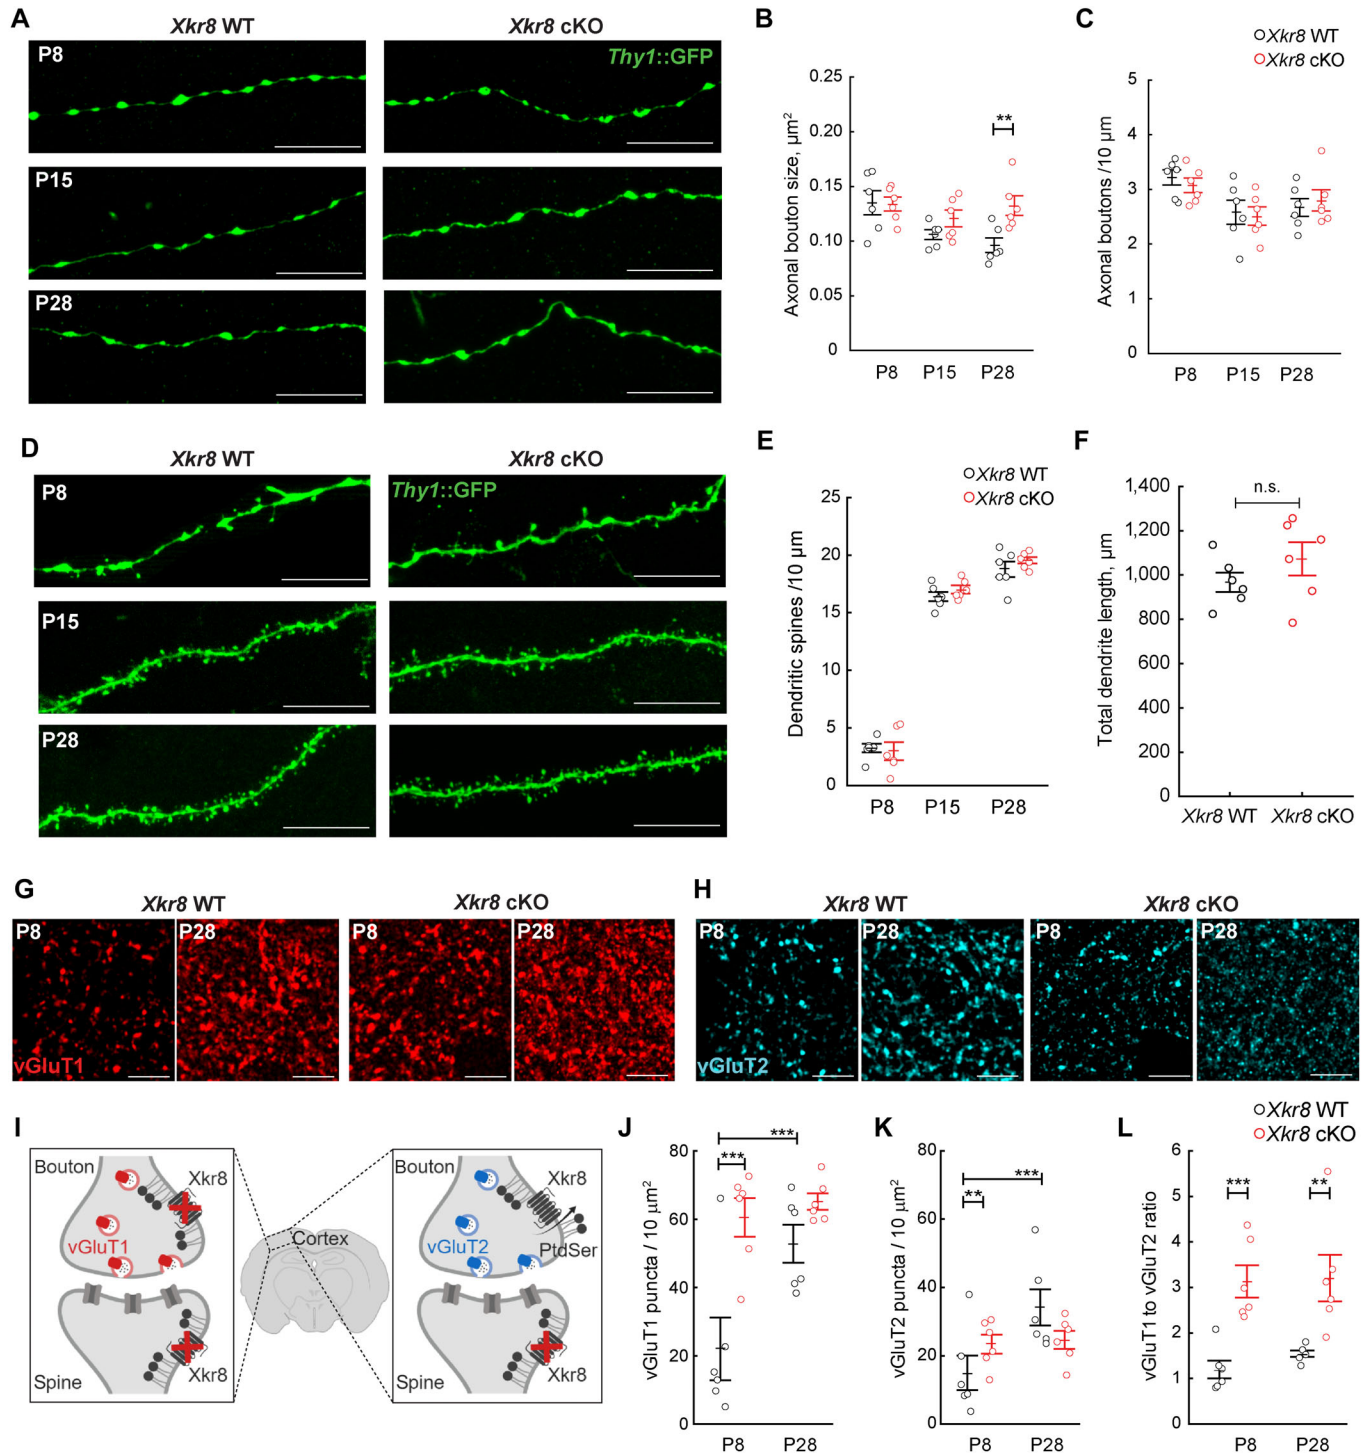 A
Xkr8 WT
Xkr8 cKO
P8
Thy1::GFP
P15
P28
B
Axonal bouton size, µm²
0.25
0.20
0.15
0.10
0.05
0
**
P8
P15
P28
C
Xkr8 WT
Xkr8 cKO
Axonal boutons /10 µm
5
4
3
2
1
0
P8
P15
P28
D
Xkr8 WT
Xkr8 cKO
P8
Thy1::GFP
P15
P28
E
Xkr8 WT
Xkr8 cKO
Dendritic spines /10 µm
25
20
15
10
5
0
P8
P15
P28
F
Total dendrite length, µm
1,400
1,200
1,000
800
600
400
200
0
n.s.
Xkr8 WT
Xkr8 cKO
G
Xkr8 WT
Xkr8 cKO
P8
P28
P8
P28
vGluT1
H
Xkr8 WT
Xkr8 cKO
P8
P28
P8
P28
vGluT2
I
Bouton
Xkr8
vGluT1
Spine
Xkr8
Cortex
Bouton
Xkr8
vGluT2
PtdSer
Spine
Xkr8
J
vGluT1 puncta / 10 µm²
80
60
40
20
0
***
***
P8
P28
K
vGluT2 puncta / 10 µm²
80
60
40
20
0
***
**
P8
P28
Xkr8 WT
Xkr8 cKO
L
vGluT1 to vGluT2 ratio
6
5
4
3
2
1
0
***
**
P8
P28